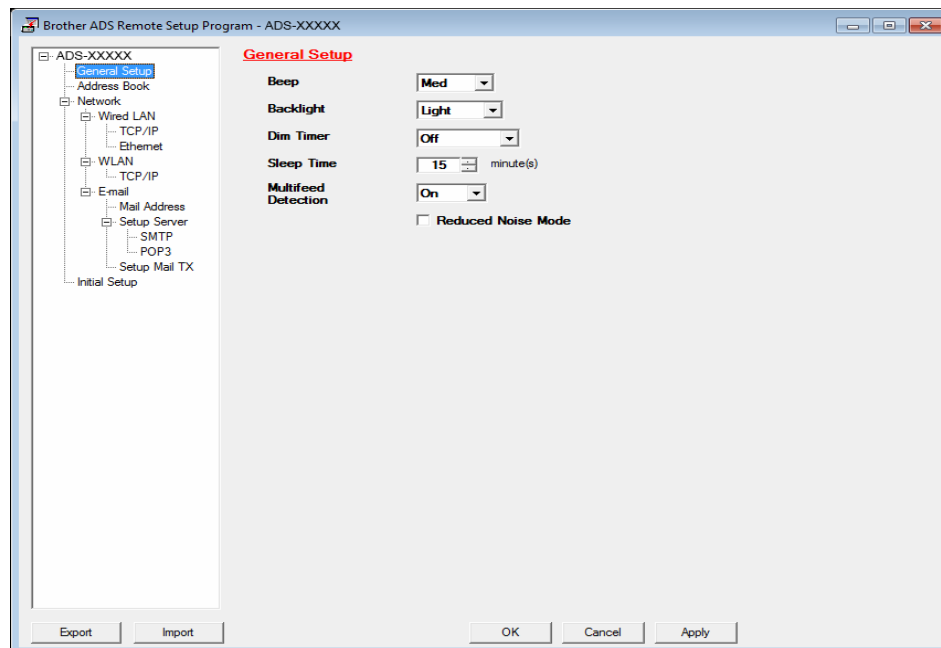 Brother ADS Remote Setup Program - ADS-XXXXX
ADS-XXXXX
General Setup
Address Book
Network
Wired LAN
TCP/IP
Ethernet
WLAN
TCP/IP
E-mail
Mail Address
Setup Server
SMTP
POP3
Setup Mail TX
Initial Setup
General Setup
Beep Med
Backlight Light
Dim Timer Off
Sleep Time 15 minute(s)
Multifeed
Detection On
Reduced Noise Mode
Export Import OK Cancel Apply